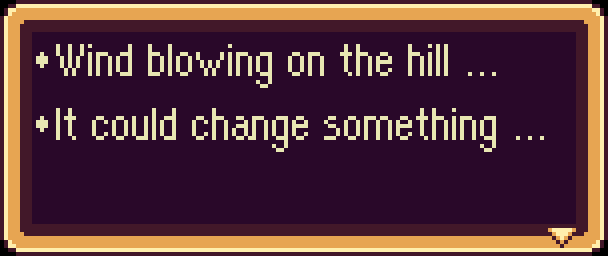 •Wind blowing on the hill ...
•It could change something ...